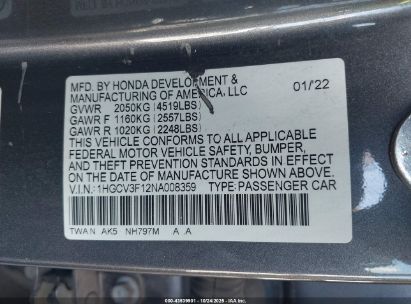 MFD. BY HONDA DEVELOPMENT &
MANUFACTURING OF AMERICA, LLC 01/22
GVWR 2050KG (4519LBS)
GAWR F 1160KG (2557LBS)
GAWR R 1020KG (2248LBS)
THIS VEHICLE CONFORMS TO ALL APPLICABLE
FEDERAL MOTOR VEHICLE SAFETY, BUMPER,
AND THEFT PREVENTION STANDARDS IN EFFECT
ON THE DATE OF MANUFACTURE SHOWN ABOVE.
V.I.N.: 1HGCV3F12NA008359 TYPE: PASSENGER CAR
TWA N AK5 NH797M A .A